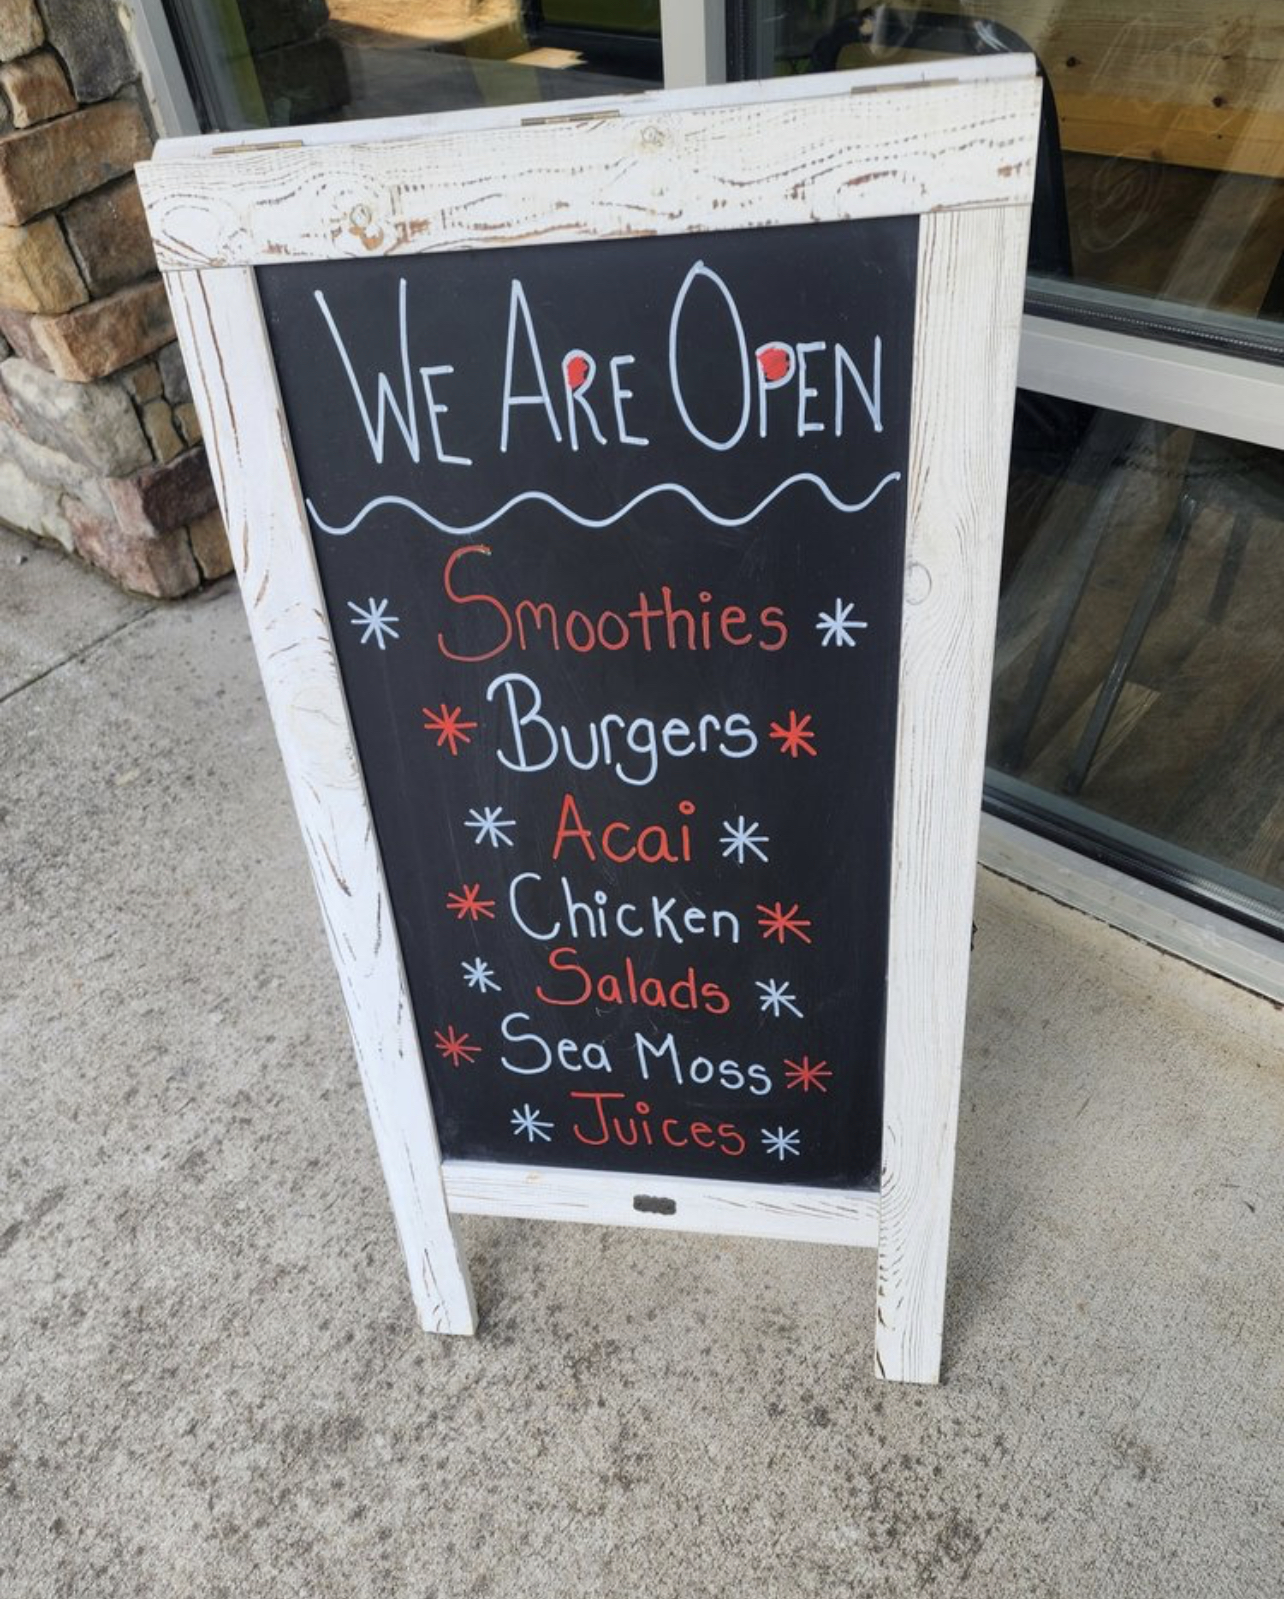 We Are Open
* Smoothies *
* Burgers *
* Acai *
* Chicken *
* Salads *
* Sea Moss *
* Juices *